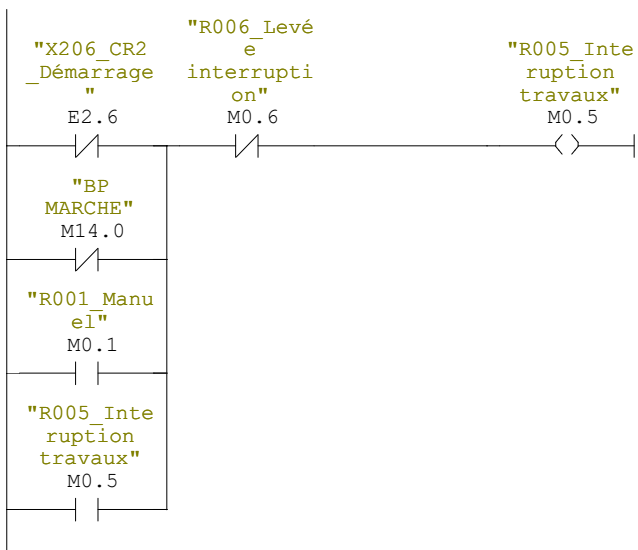 "X206_CR2
_Démarrage
"
E2.6
"R006_Levé
e
interrupti
on"
M0.6
"R005_Inte
ruption
travaux"
M0.5
"BP
MARCHE"
M14.0
"R001_Manu
el"
M0.1
"R005_Inte
ruption
travaux"
M0.5